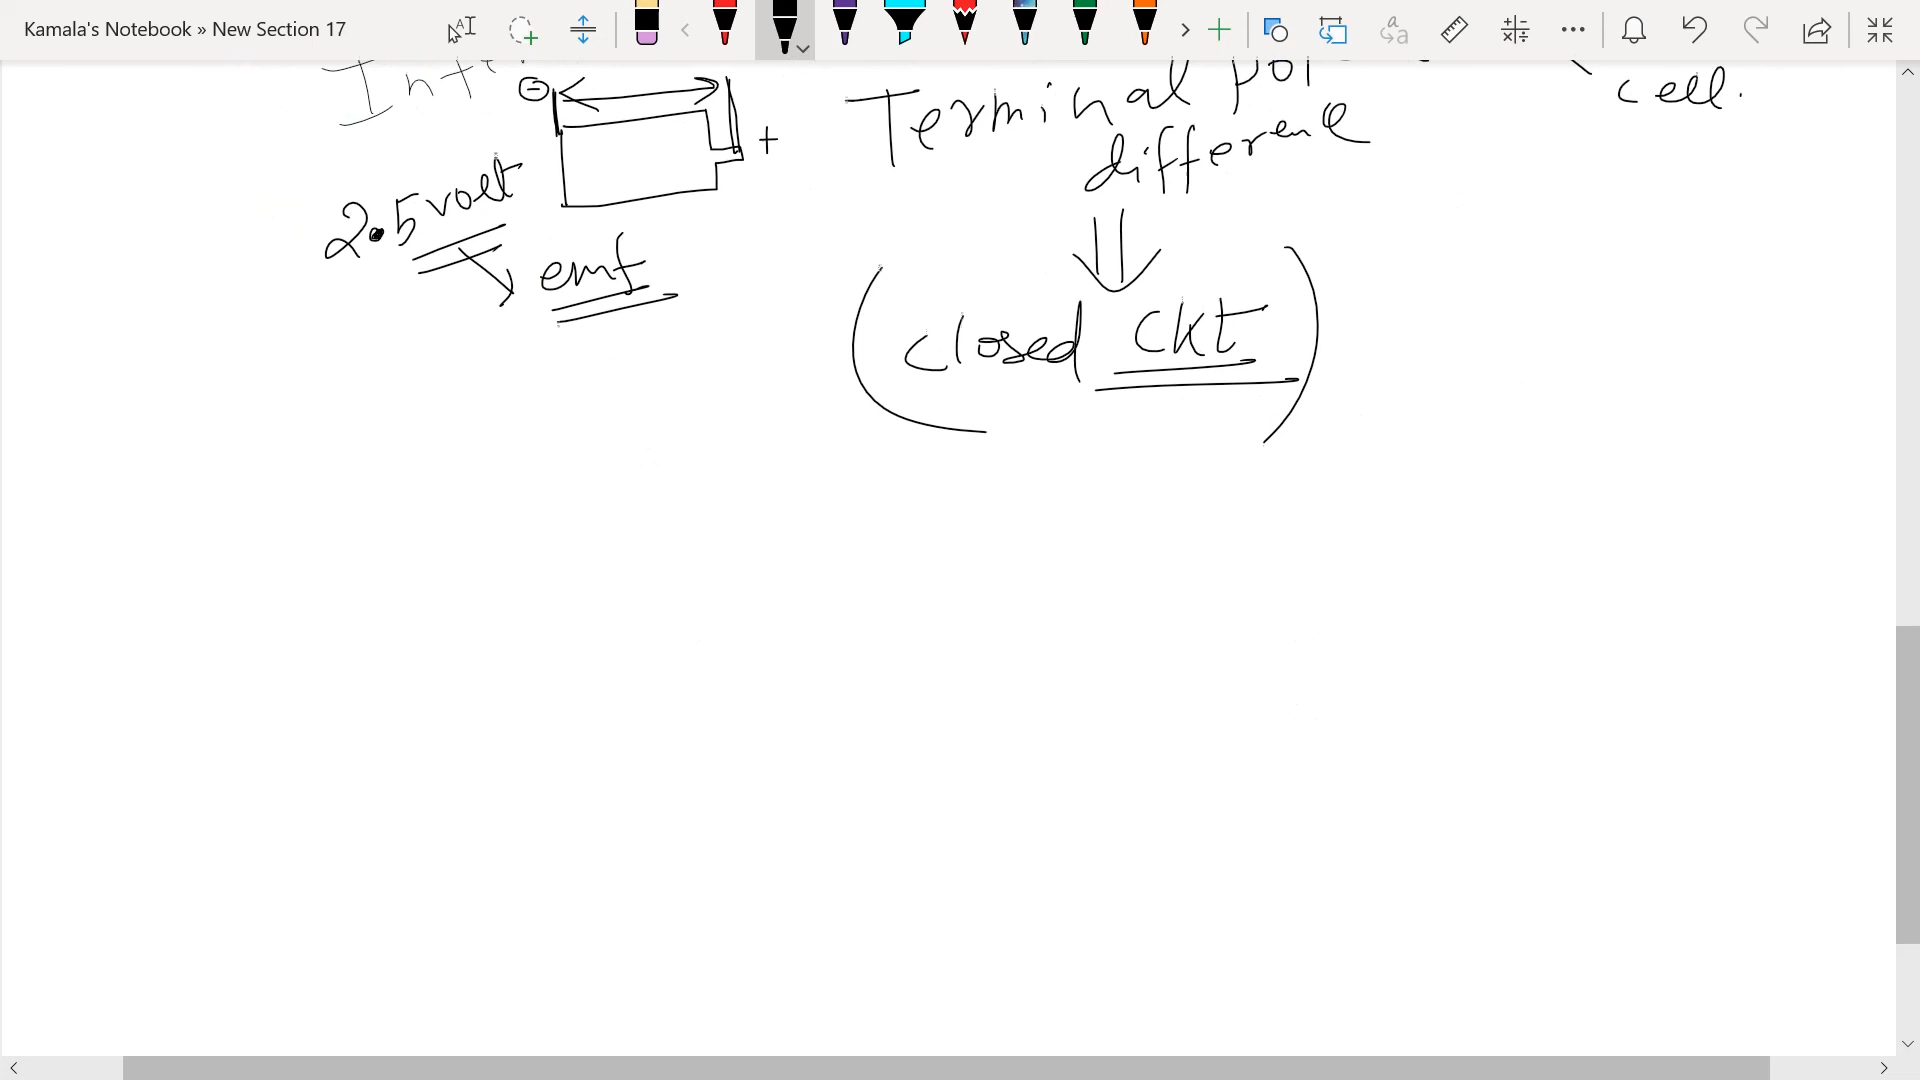 Kamala's Notebook » New Section 17
Terminal
cell.
difference
+
2.5 volt
emf
(closed CKT)